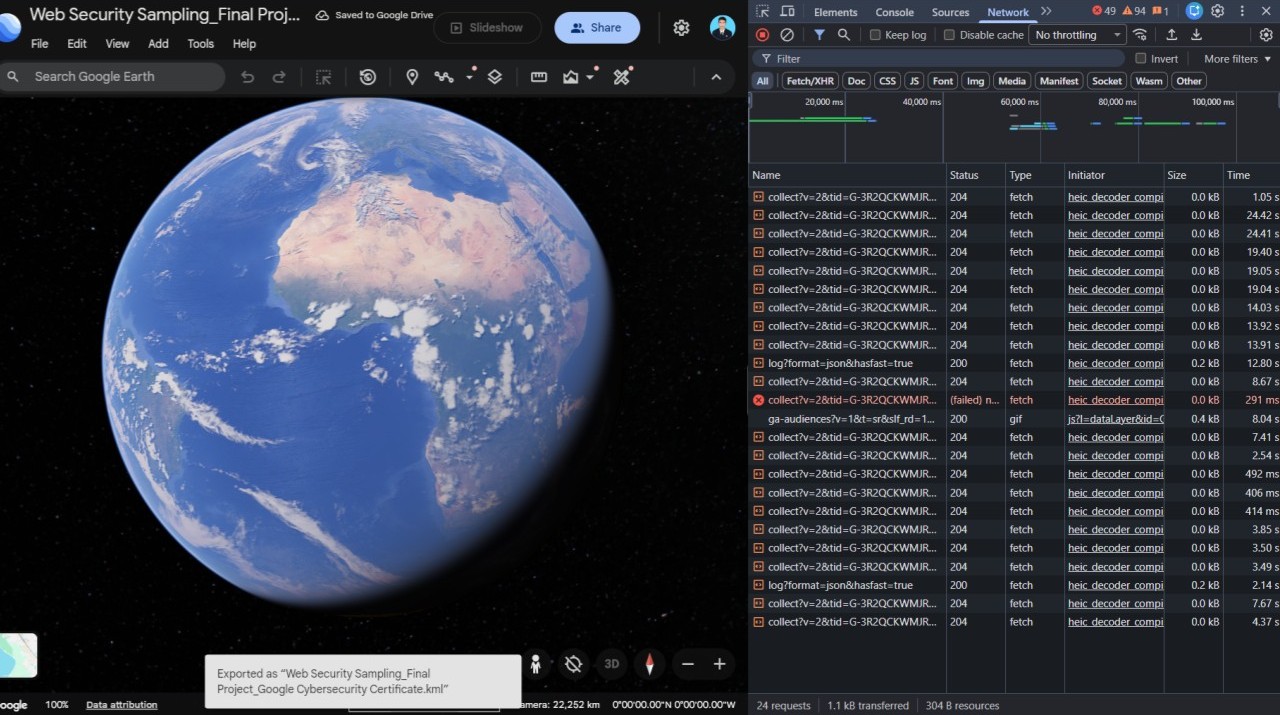 Web Security Sampling_Final Proj...
Saved to Google Drive
Slideshow
Share
File Edit View Add Tools Help
Search Google Earth
3D
Exported as “Web Security Sampling_Final
Project_Google Cybersecurity Certificate.kml”
oogle 100% Data attribution amera: 22,252 km 0°00'00.00"N 0°00'00.00"W
Elements Console Sources Network 49 94 1
Keep log Disable cache No throttling
Filter Invert More filters
All Fetch/XHR Doc CSS JS Font Img Media Manifest Socket Wasm Other
20,000 ms 40,000 ms 60,000 ms 80,000 ms 100,000 ms
Name Status Type Initiator Size Time
collect?v=2&tid=G-3R2QCKWMJR... 204 fetch heic_decoder_compi 0.0 kB 1.05 s
collect?v=2&tid=G-3R2QCKWMJR... 204 fetch heic_decoder_compi 0.0 kB 24.42 s
collect?v=2&tid=G-3R2QCKWMJR... 204 fetch heic_decoder_compi 0.0 kB 24.41 s
collect?v=2&tid=G-3R2QCKWMJR... 204 fetch heic_decoder_compi 0.0 kB 19.40 s
collect?v=2&tid=G-3R2QCKWMJR... 204 fetch heic_decoder_compi 0.0 kB 19.05 s
collect?v=2&tid=G-3R2QCKWMJR... 204 fetch heic_decoder_compi 0.0 kB 19.04 s
collect?v=2&tid=G-3R2QCKWMJR... 204 fetch heic_decoder_compi 0.0 kB 14.03 s
collect?v=2&tid=G-3R2QCKWMJR... 204 fetch heic_decoder_compi 0.0 kB 13.92 s
collect?v=2&tid=G-3R2QCKWMJR... 204 fetch heic_decoder_compi 0.0 kB 13.91 s
log?format=json&hasfast=true 200 fetch heic_decoder_compi 0.2 kB 12.80 s
collect?v=2&tid=G-3R2QCKWMJR... 204 fetch heic_decoder_compi 0.0 kB 8.67 s
collect?v=2&tid=G-3R2QCKWMJR... (failed) n... fetch heic_decoder_compi 0.0 kB 291 ms
ga-audiences?v=1&t=sr&slf_rd=1... 200 gif js?l=dataLayer&id=G 0.4 kB 8.04 s
collect?v=2&tid=G-3R2QCKWMJR... 204 fetch heic_decoder_compi 0.0 kB 7.41 s
collect?v=2&tid=G-3R2QCKWMJR... 204 fetch heic_decoder_compi 0.0 kB 2.54 s
collect?v=2&tid=G-3R2QCKWMJR... 204 fetch heic_decoder_compi 0.0 kB 492 ms
collect?v=2&tid=G-3R2QCKWMJR... 204 fetch heic_decoder_compi 0.0 kB 406 ms
collect?v=2&tid=G-3R2QCKWMJR... 204 fetch heic_decoder_compi 0.0 kB 414 ms
collect?v=2&tid=G-3R2QCKWMJR... 204 fetch heic_decoder_compi 0.0 kB 3.85 s
collect?v=2&tid=G-3R2QCKWMJR... 204 fetch heic_decoder_compi 0.0 kB 3.50 s
collect?v=2&tid=G-3R2QCKWMJR... 204 fetch heic_decoder_compi 0.0 kB 3.49 s
log?format=json&hasfast=true 200 fetch heic_decoder_compi 0.2 kB 2.14 s
collect?v=2&tid=G-3R2QCKWMJR... 204 fetch heic_decoder_compi 0.0 kB 7.67 s
collect?v=2&tid=G-3R2QCKWMJR... 204 fetch heic_decoder_compi 0.0 kB 4.37 s
24 requests 1.1 kB transferred 304 B resources